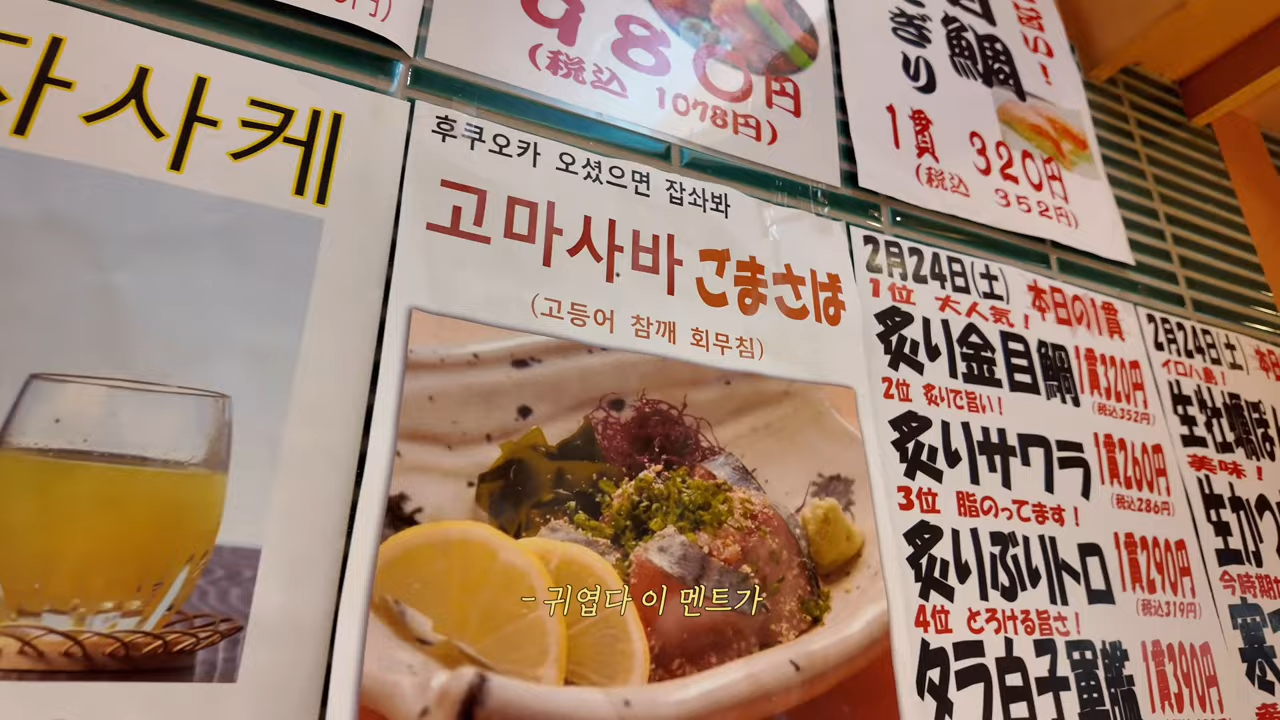 사케
후쿠오카 오셨으면 잡솨봐
고마사바 ごまさば
(고등어 참깨 회무침)
- 귀엽다 이 멘트가
980円
(税込 1078円)
ぎり
1貫 320円
(税込 352円)
2月24日(土) 本日の1貫
1位 大人気!
炙り金目鯛 1貫320円
(税込352円)
2位 炙りで旨い!
炙りサワラ 1貫260円
(税込286円)
3位 脂のってます!
炙りぶりトロ 1貫290円
(税込319円)
4位 とろける旨さ!
タラ白子軍艦 1貫390円
2月24日(土) 本日
イロハ島!
生牡蠣ぽ
美味!
生かつ
今時期
寒